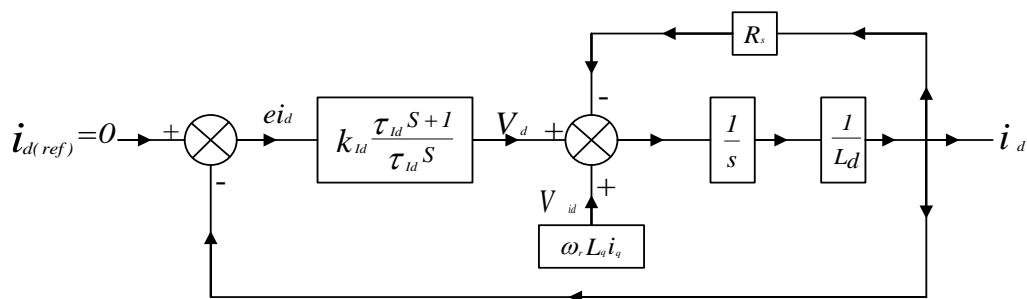 R_s
-
i_d(ref)=0
+
ei_d
k_Id (τ_Id S+1)/(τ_Id S)
V_d
+
1/s
1/L_d
i_d
-
V_id
+
ω_r L_q i_q